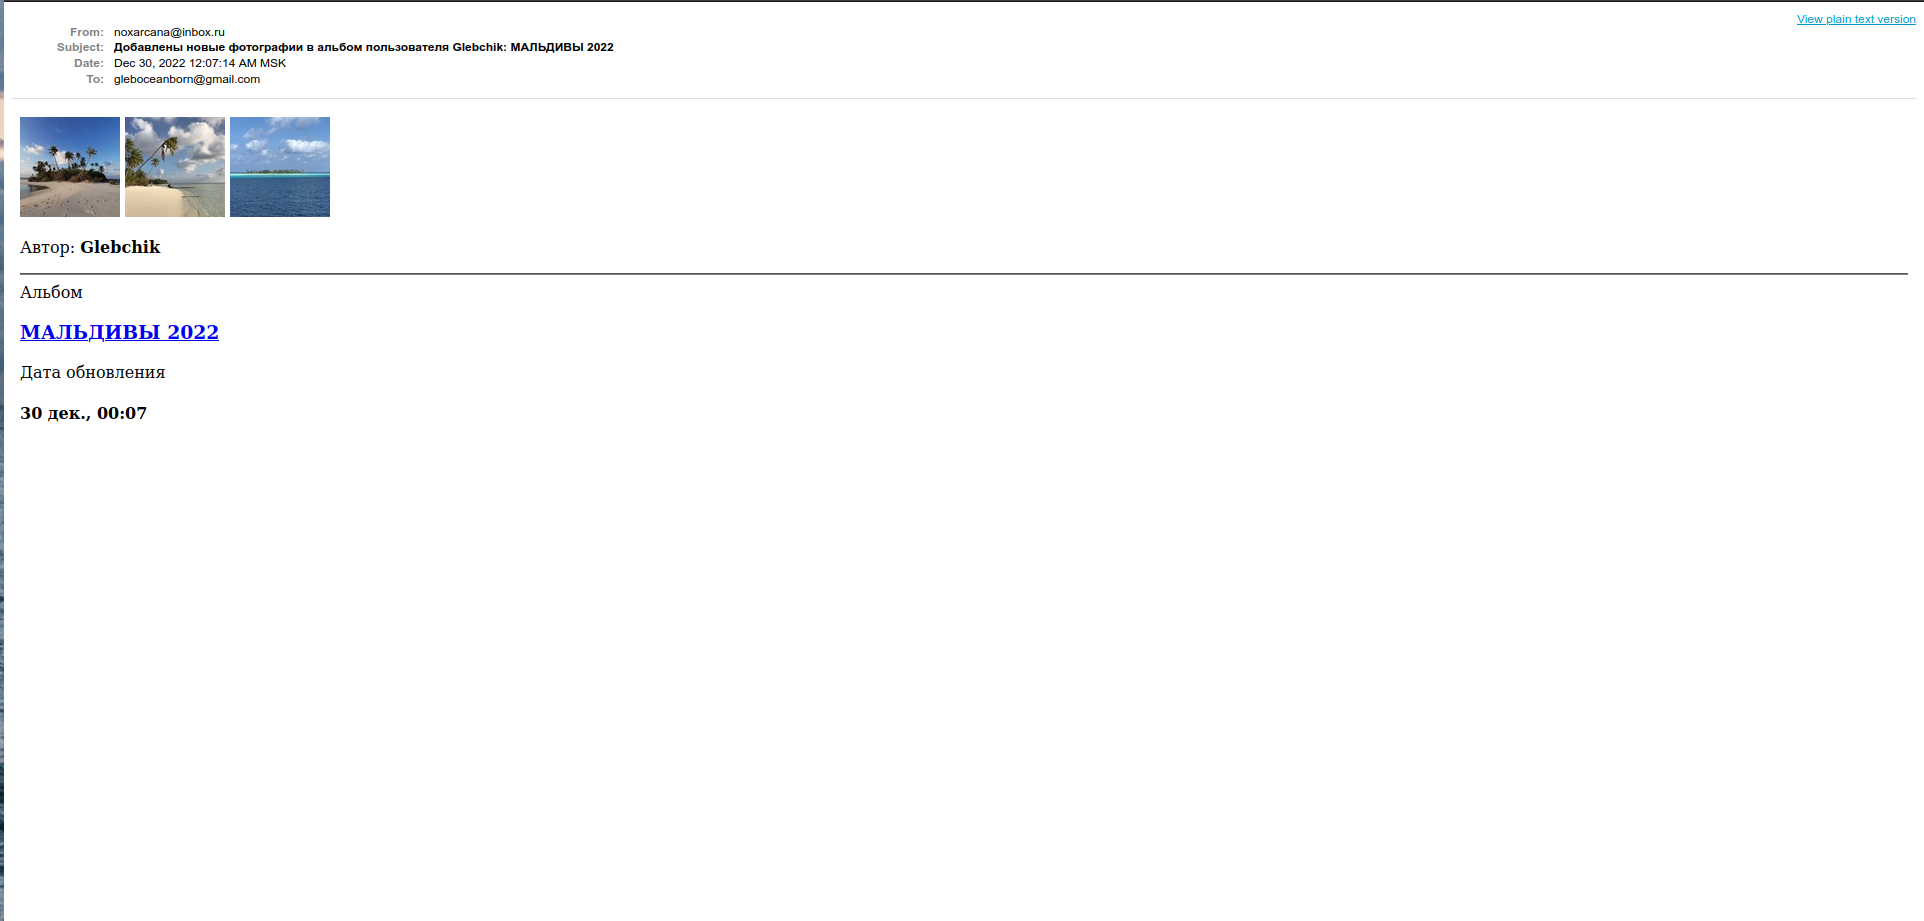 View plain text version
From: noxarcana@inbox.ru
Subject: Добавлены новые фотографии в альбом пользователя Glebchik: МАЛЬДИВЫ 2022
Date: Dec 30, 2022 12:07:14 AM MSK
To: gleboceanborn@gmail.com
Автор: Glebchik
Альбом
МАЛЬДИВЫ 2022
Дата обновления
30 дек., 00:07